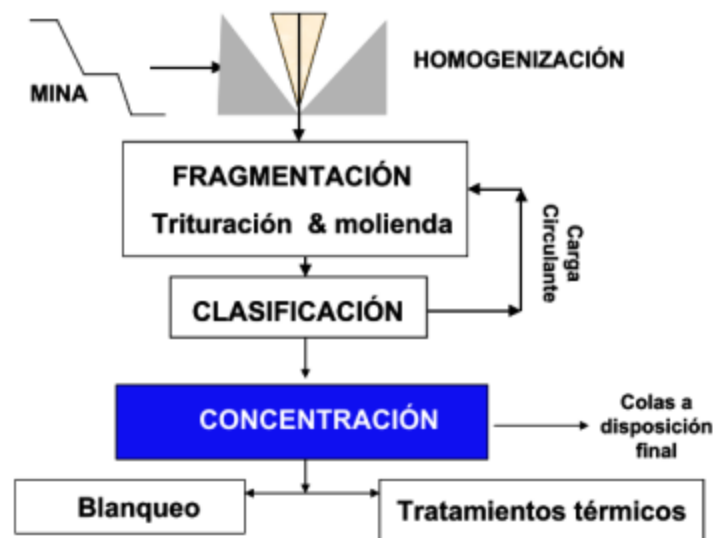 HOMOGENIZACIÓN
MINA
FRAGMENTACIÓN
Trituración & molienda
Carga
Circulante
CLASIFICACIÓN
CONCENTRACIÓN
Colas a
disposición
final
Blanqueo
Tratamientos térmicos